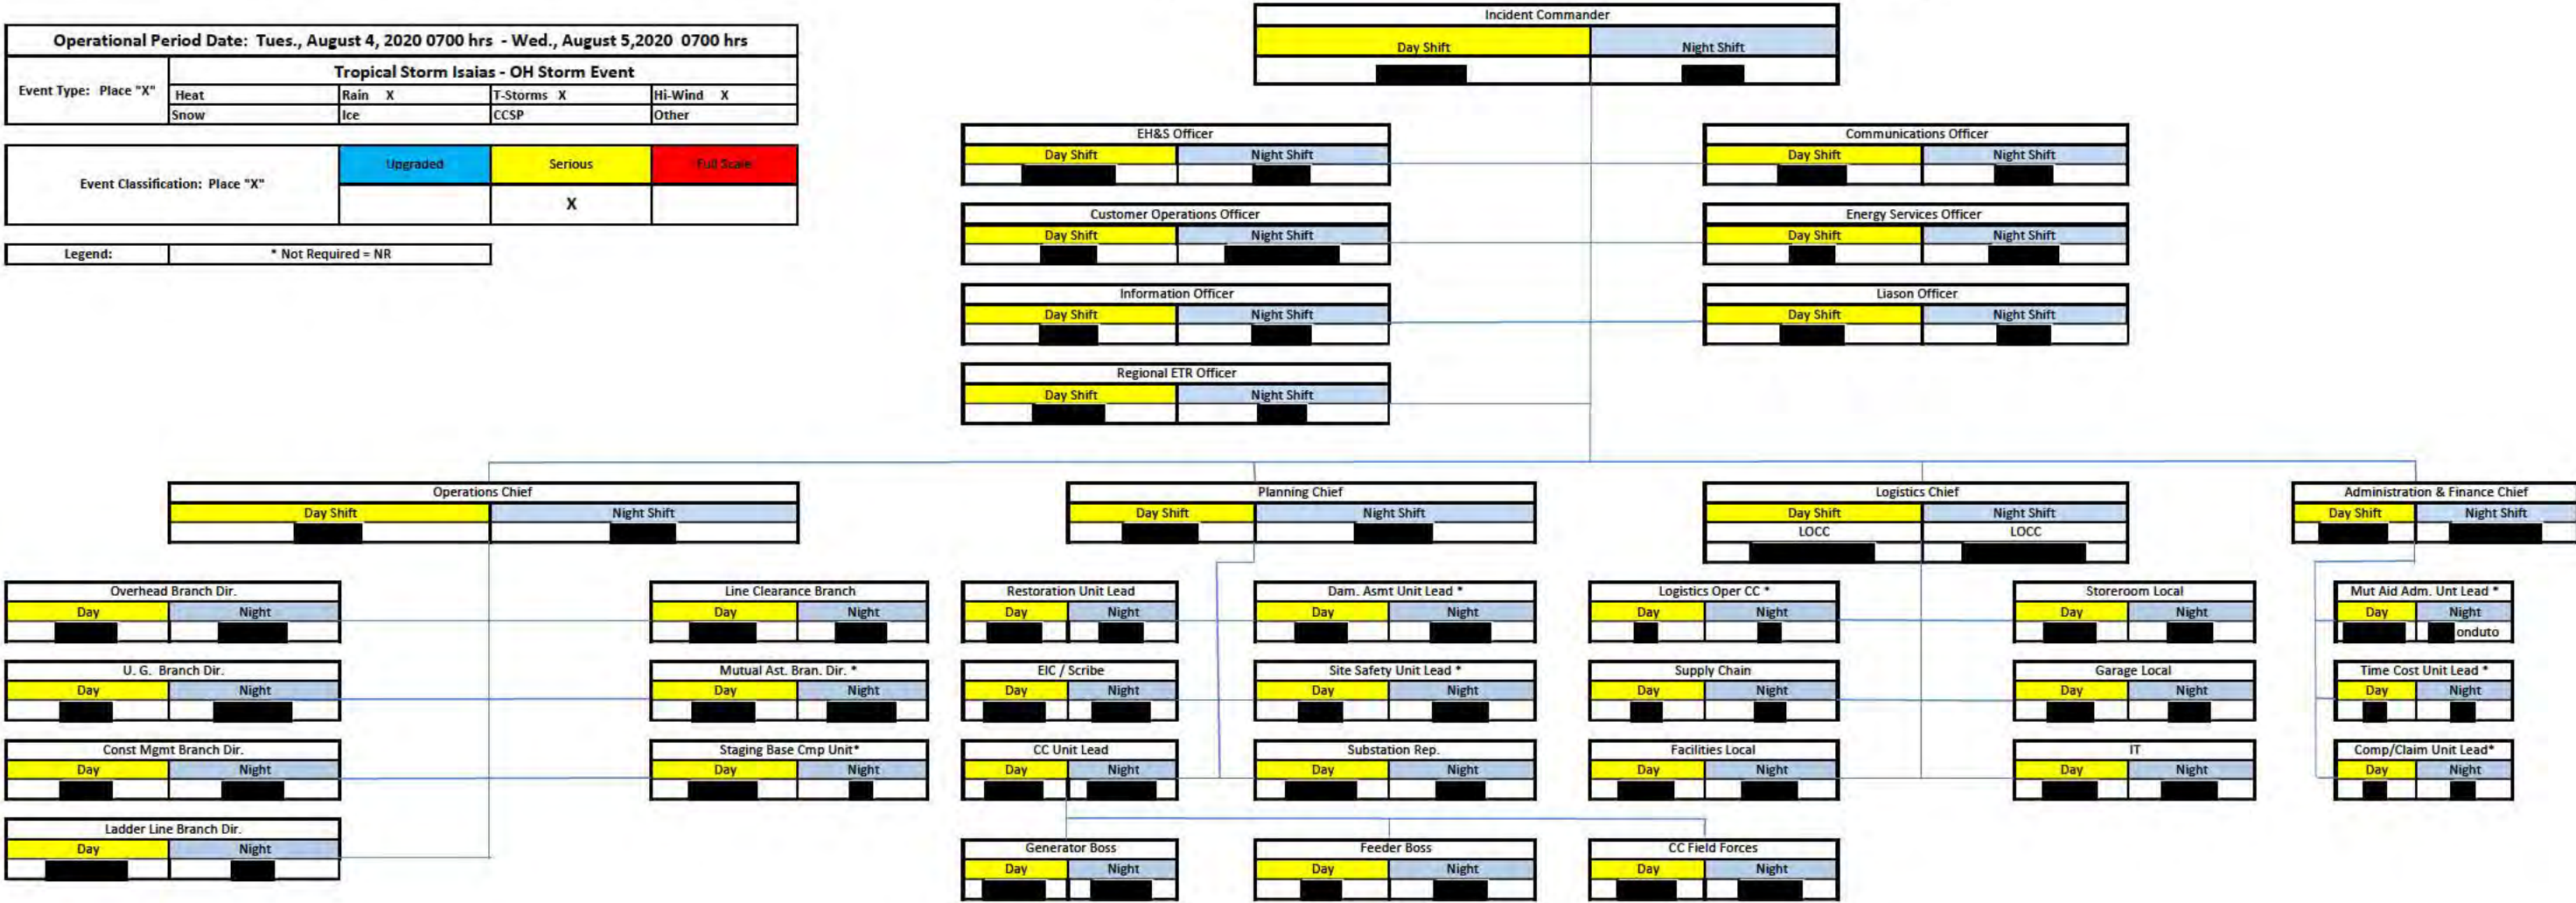 Operational Period Date: Tues., August 4, 2020 0700 hrs - Wed., August 5,2020 0700 hrs
Event Type: Place "X"
Tropical Storm Isaias - OH Storm Event
Heat Rain X T-Storms X Hi-Wind X
Snow Ice CCSP Other
Event Classification: Place "X"
Upgraded Serious Full Scale
X
Legend: * Not Required = NR
Incident Commander
Day Shift Night Shift
EH&S Officer
Day Shift Night Shift
Communications Officer
Day Shift Night Shift
Customer Operations Officer
Day Shift Night Shift
Energy Services Officer
Day Shift Night Shift
Information Officer
Day Shift Night Shift
Liason Officer
Day Shift Night Shift
Regional ETR Officer
Day Shift Night Shift
Operations Chief
Day Shift Night Shift
Planning Chief
Day Shift Night Shift
Logistics Chief
Day Shift Night Shift
LOCC LOCC
Administration & Finance Chief
Day Shift Night Shift
Overhead Branch Dir.
Day Night
Line Clearance Branch
Day Night
Restoration Unit Lead
Day Night
Dam. Asmt Unit Lead *
Day Night
Logistics Oper CC *
Day Night
Storeroom Local
Day Night
Mut Aid Adm. Unt Lead *
Day Night
onduto
U. G. Branch Dir.
Day Night
Mutual Ast. Bran. Dir. *
Day Night
EIC / Scribe
Day Night
Site Safety Unit Lead *
Day Night
Supply Chain
Day Night
Garage Local
Day Night
Time Cost Unit Lead *
Day Night
Const Mgmt Branch Dir.
Day Night
Staging Base Cmp Unit*
Day Night
CC Unit Lead
Day Night
Substation Rep.
Day Night
Facilities Local
Day Night
IT
Day Night
Comp/Claim Unit Lead*
Day Night
Ladder Line Branch Dir.
Day Night
Generator Boss
Day Night
Feeder Boss
Day Night
CC Field Forces
Day Night